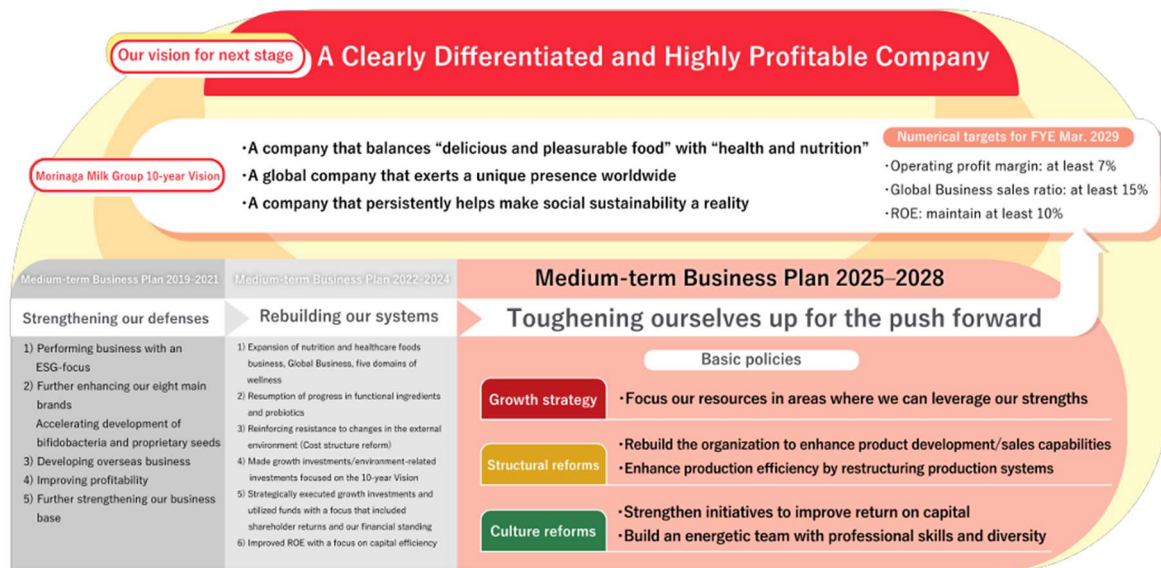 Our vision for next stage
A Clearly Differentiated and Highly Profitable Company
Morinaga Milk Group 10-year Vision
・A company that balances “delicious and pleasurable food” with “health and nutrition”
・A global company that exerts a unique presence worldwide
・A company that persistently helps make social sustainability a reality
Numerical targets for FYE Mar. 2029
・Operating profit margin: at least 7%
・Global Business sales ratio: at least 15%
・ROE: maintain at least 10%
Medium-term Business Plan 2019–2021
Strengthening our defenses
1) Performing business with an
ESG-focus
2) Further enhancing our eight main
brands
Accelerating development of
bifidobacteria and proprietary seeds
3) Developing overseas business
4) Improving profitability
5) Further strengthening our business
base
Medium-term Business Plan 2022–2024
Rebuilding our systems
1) Expansion of nutrition and healthcare foods
business, Global Business, five domains of
wellness
2) Resumption of progress in functional ingredients
and probiotics
3) Reinforcing resistance to changes in the external
environment (Cost structure reform)
4) Made growth investments/environment-related
investments focused on the 10-year Vision
5) Strategically executed growth investments and
utilized funds with a focus that included
shareholder returns and our financial standing
6) Improved ROE with a focus on capital efficiency
Medium-term Business Plan 2025–2028
Toughening ourselves up for the push forward
Basic policies
Growth strategy
・Focus our resources in areas where we can leverage our strengths
Structural reforms
・Rebuild the organization to enhance product development/sales capabilities
・Enhance production efficiency by restructuring production systems
Culture reforms
・Strengthen initiatives to improve return on capital
・Build an energetic team with professional skills and diversity